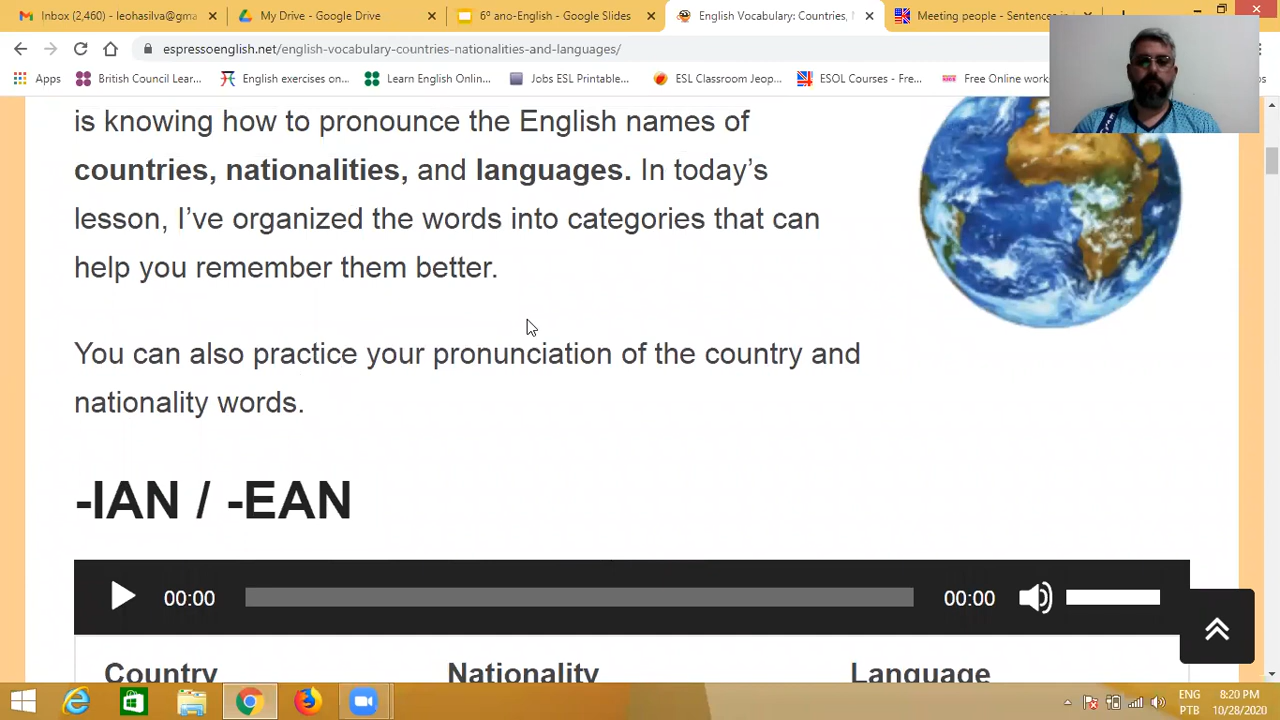 Inbox (2,460) - leohasilva@gma
My Drive - Google Drive
6º ano-English - Google Slides
English Vocabulary: Countries,
Meeting people - Sentences
espressoenglish.net/english-vocabulary-countries-nationalities-and-languages/
Apps
British Council Lear...
English exercises on...
Learn English Onlin...
Jobs ESL Printable...
ESL Classroom Jeop...
ESOL Courses - Fre...
Free Online
is knowing how to pronounce the English names of
countries, nationalities, and languages. In today's
lesson, I've organized the words into categories that can
help you remember them better.
You can also practice your pronunciation of the country and
nationality words.
-IAN / -EAN
00:00
00:00
Country
Nationality
Language
ENG
8:20 PM
PTB
10/28/2020